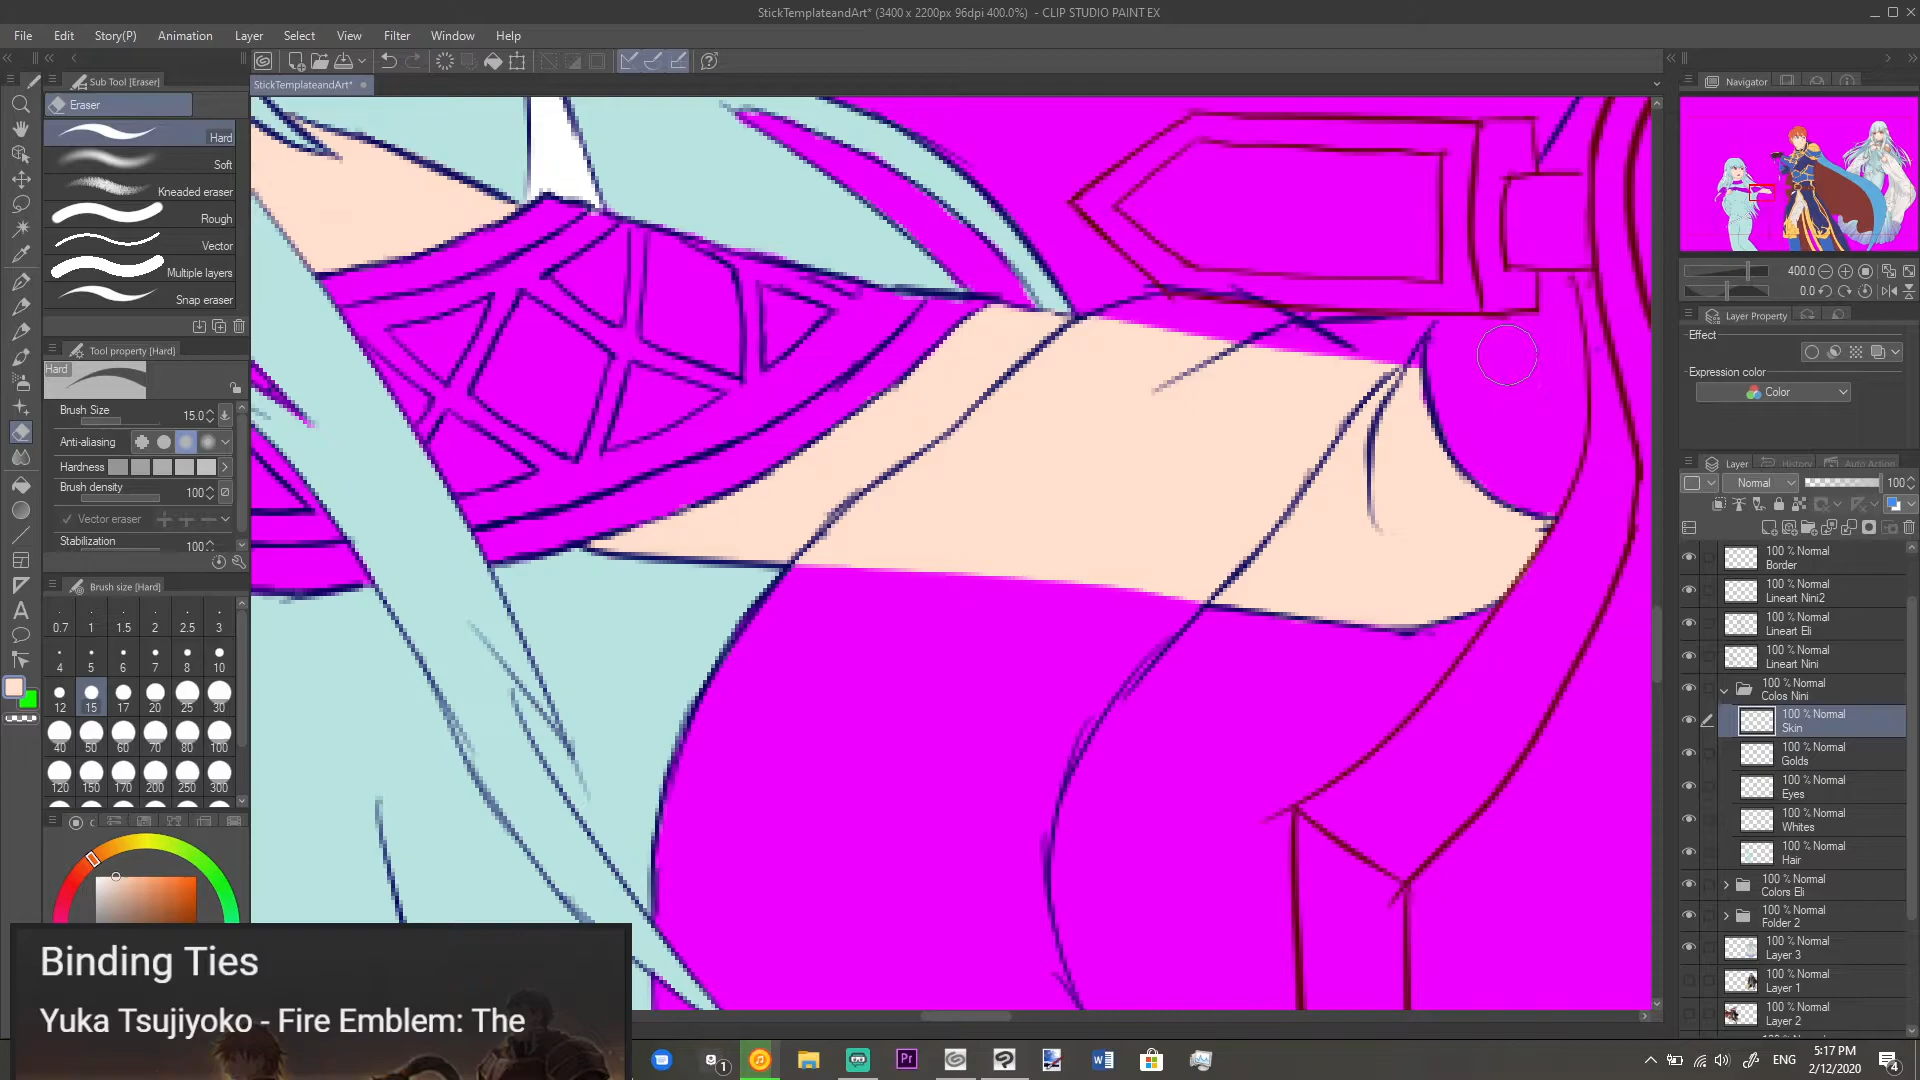 StickTemplateandArt* (3400 x 2200px 96dpi 400.0%) - CLIP STUDIO PAINT EX
File Edit Story(P) Animation Layer Select View Filter Window Help
Sub Tool [Eraser]
StickTemplateandArt*
Navigator
Eraser
Hard
Soft
Kneaded eraser
Rough
Vector
Multiple layers
Snap eraser
Tool property [Hard]
Hard
Brush Size 15.0
Anti-aliasing
Hardness
Brush density 100
Vector eraser
Stabilization 100
Brush size [Hard]
0.7 1 1.5 2 2.5 3
4 5 6 7 8 10
12 15 17 20 25 30
40 50 60 70 80 100
120 150 170 200 250 300
400.0
0.0
Layer Property
Effect
Expression color
Color
Layer History Auto Action
Normal 100
100 % Normal
Border
100 % Normal
Lineart Nini2
100 % Normal
Lineart Eli
100 % Normal
Lineart Nini
100 % Normal
Colos Nini
100 % Normal
Skin
100 % Normal
Golds
100 % Normal
Eyes
100 % Normal
Whites
100 % Normal
Hair
100 % Normal
Colors Eli
100 % Normal
Folder 2
100 % Normal
Layer 3
100 % Normal
Layer 1
100 % Normal
Layer 2
Binding Ties
Yuka Tsujiyoko - Fire Emblem: The
1
Pr
ENG
5:17 PM
2/12/2020
4